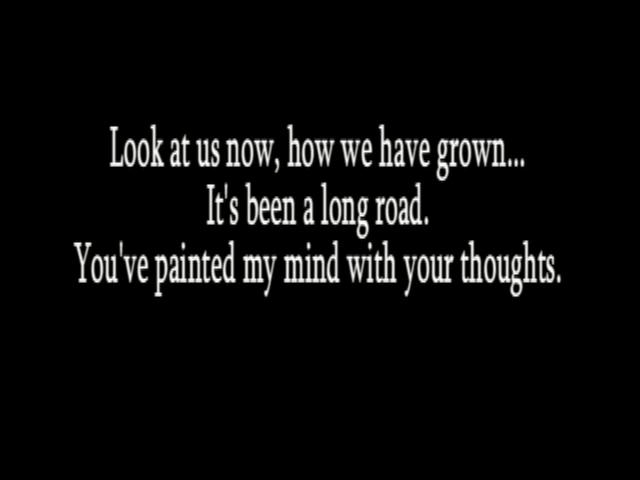 Look at us now, how we have grown...
It's been a long road.
You've painted my mind with your thoughts.